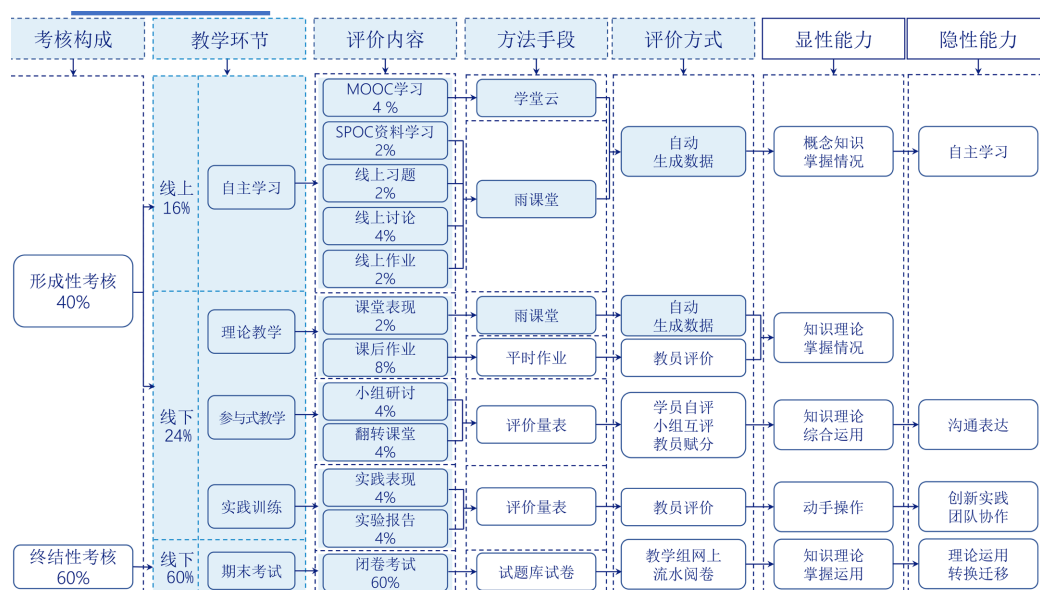 考核构成
教学环节
评价内容
方法手段
评价方式
显性能力
隐性能力
形成性考核
40%
线上
16%
自主学习
MOOC学习
4 %
SPOC资料学习
2%
线上习题
2%
线上讨论
4%
线上作业
2%
学堂云
雨课堂
自动
生成数据
概念知识
掌握情况
自主学习
线下
24%
理论教学
课堂表现
2%
课后作业
8%
雨课堂
平时作业
自动
生成数据
教员评价
知识理论
掌握情况
参与式教学
小组研讨
4%
翻转课堂
4%
评价量表
学员自评
小组互评
教员赋分
知识理论
综合运用
沟通表达
实践训练
实践表现
4%
实验报告
4%
评价量表
教员评价
动手操作
创新实践
团队协作
终结性考核
60%
线下
60%
期末考试
闭卷考试
60%
试题库试卷
教学组网上
流水阅卷
知识理论
掌握运用
理论运用
转换迁移